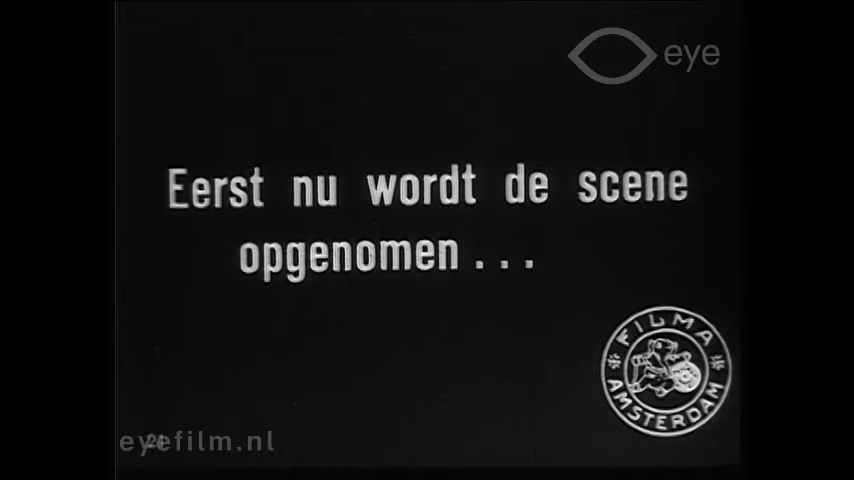 eye
Eerst nu wordt de scene
opgenomen...
FILMA
AMSTERDAM
eyefilm.nl